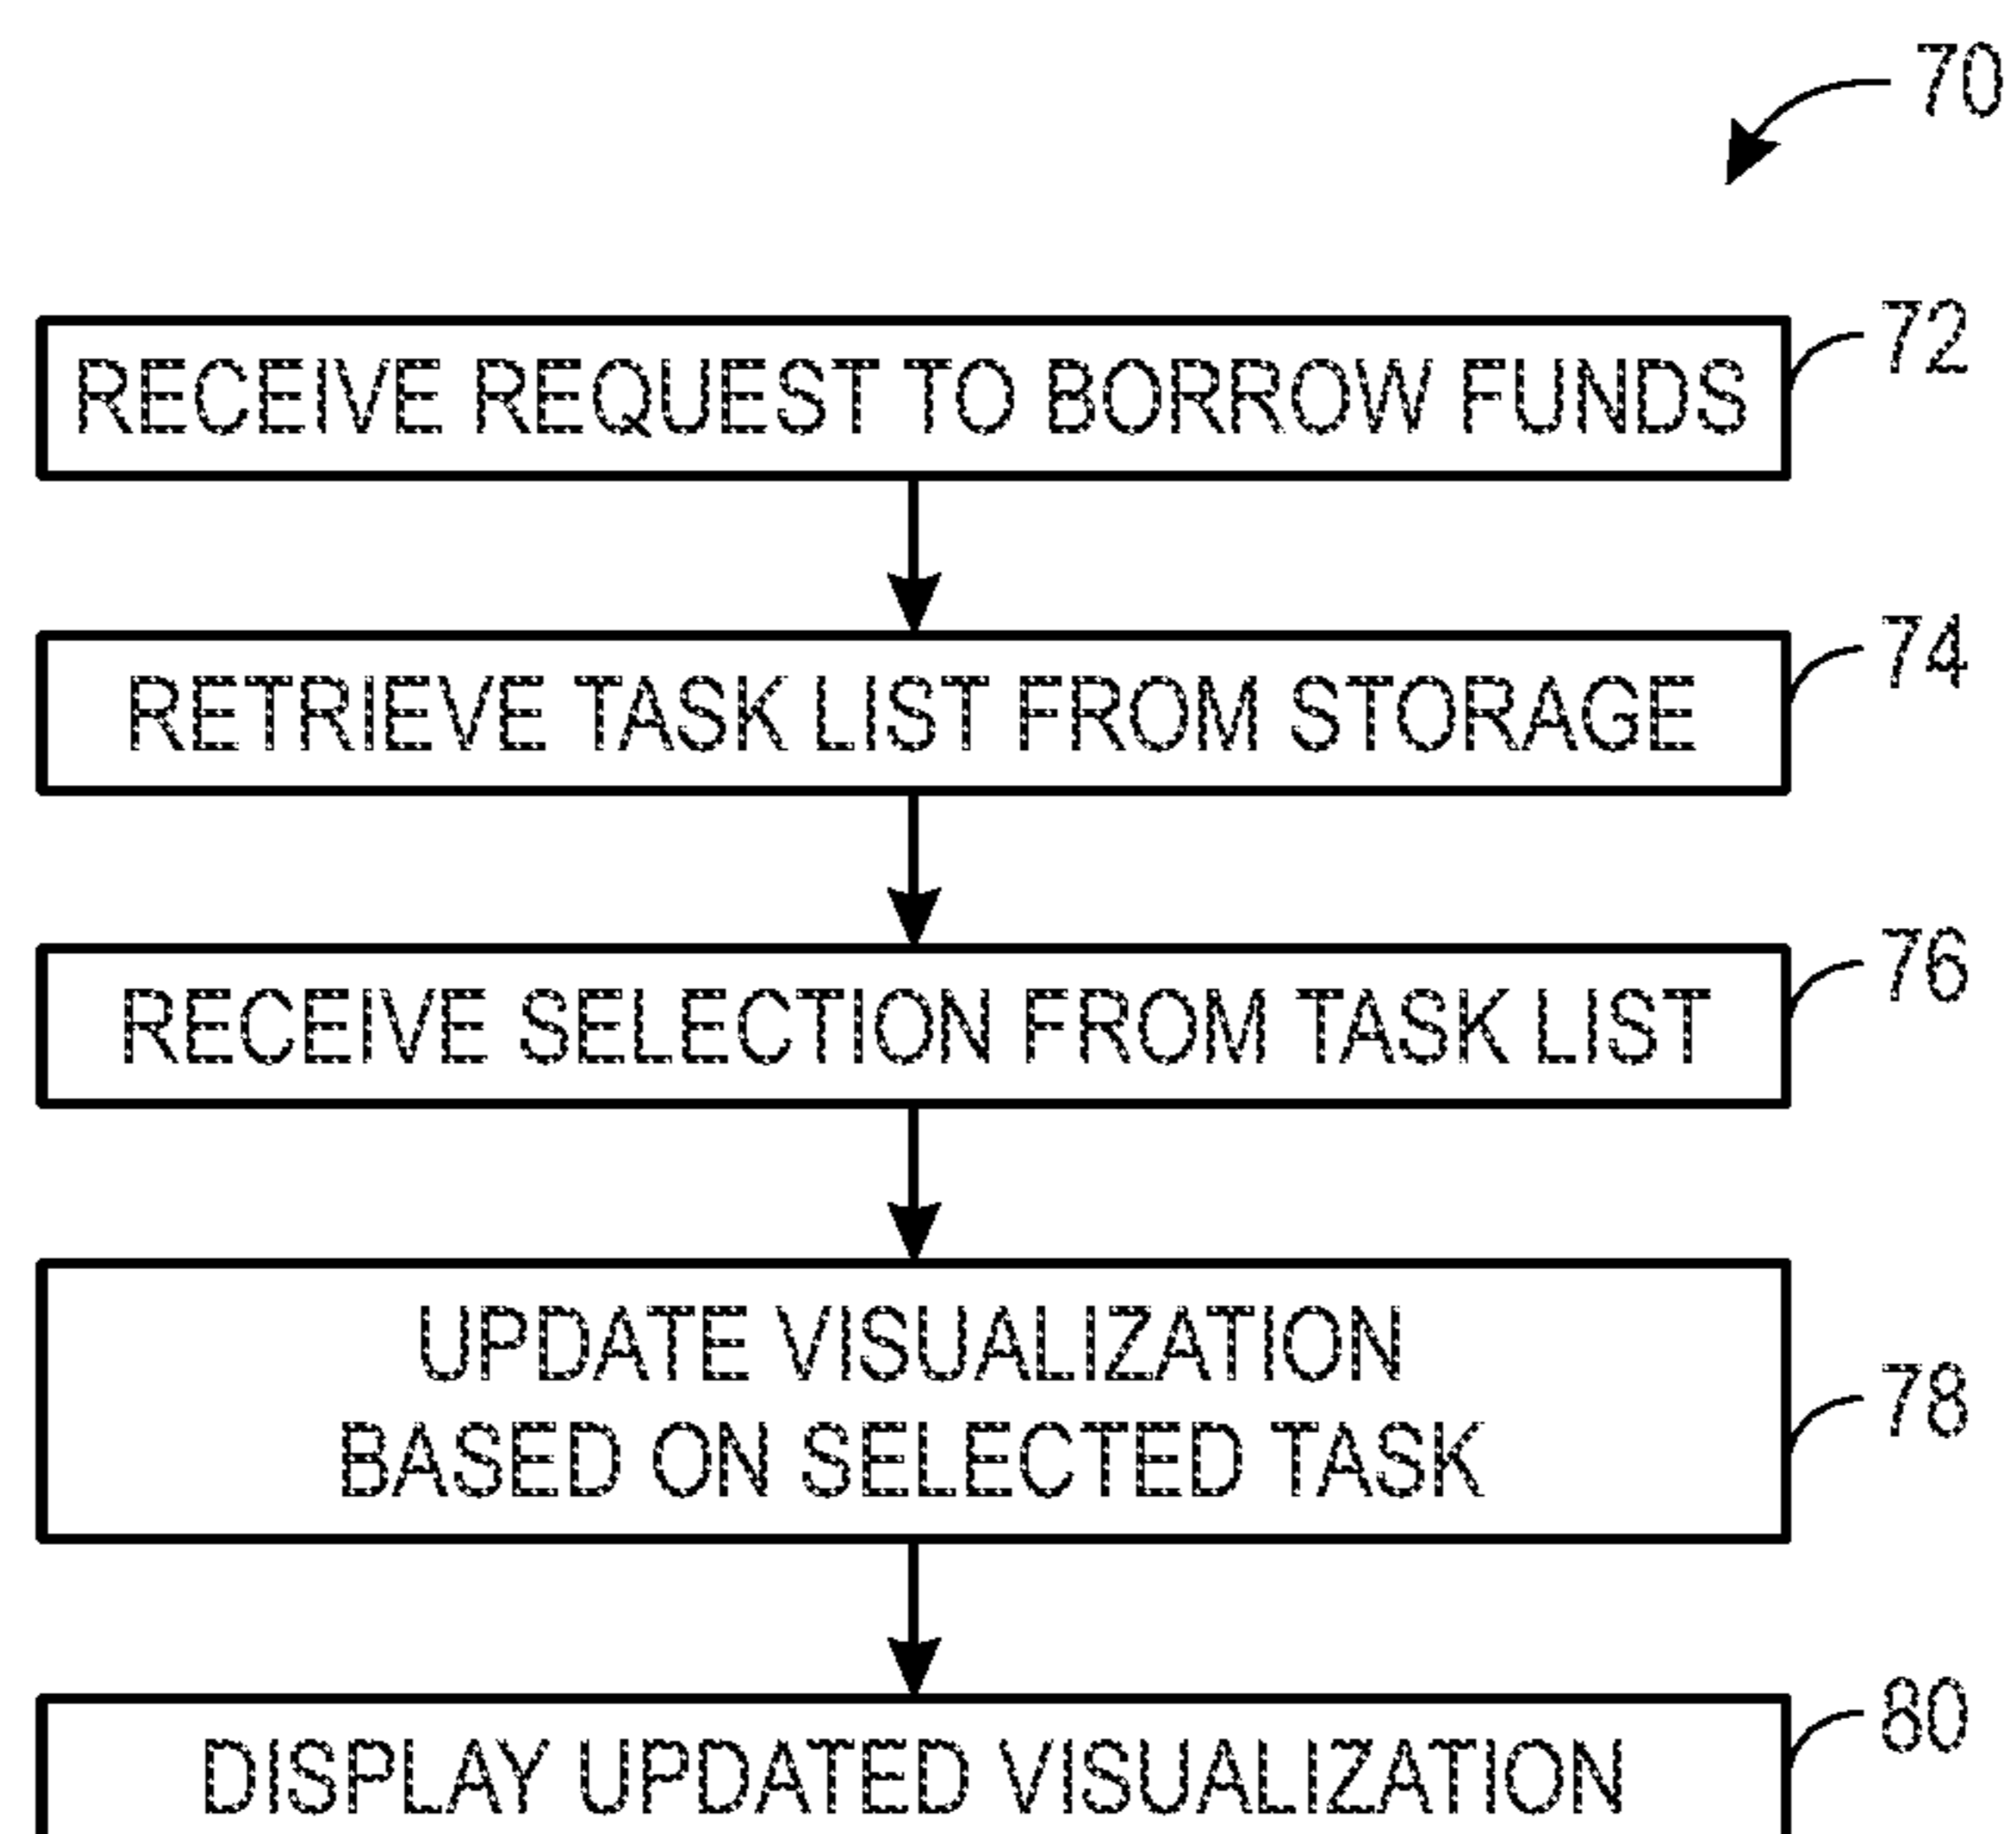 70
RECEIVE REQUEST TO BORROW FUNDS
72
RETRIEVE TASK LIST FROM STORAGE
74
RECEIVE SELECTION FROM TASK LIST
76
UPDATE VISUALIZATION
BASED ON SELECTED TASK
78
DISPLAY UPDATED VISUALIZATION
80